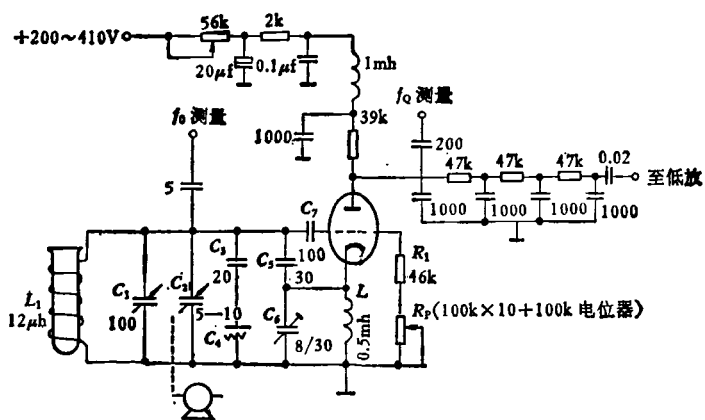 +200~410V
56k
2k
20μf
0.1μf
1mh
f₀ 测量
1000
39k
f_Q 测量
200
5
47k
47k
47k
0.02
至低放
1000
1000
1000
1000
C₇
100
C₃
20
C₅
30
L₁
12μh
C₁
100
C₂
5—10
C₄
C₆
8/30
L
0.5mh
R₁
46k
R_P(100k×10+100k 电位器)